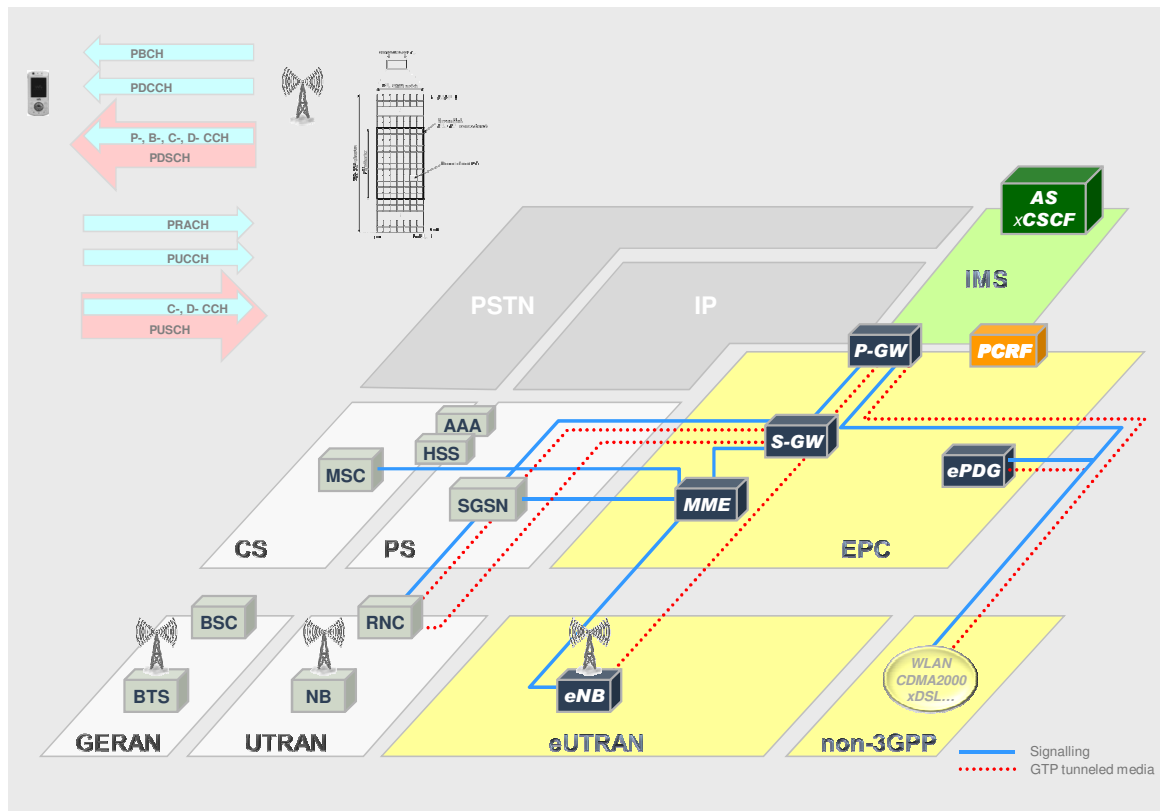 PBCH
PDCCH
P-, B-, C-, D- CCH
PDSCH
PRACH
PUCCH
C-, D- CCH
PUSCH
AS
xCSCF
IMS
PSTN
IP
P-GW
PCRF
AAA
HSS
S-GW
MSC
ePDG
SGSN
MME
CS
PS
EPC
BSC
RNC
WLAN
CDMA2000
xDSL...
BTS
NB
eNB
GERAN
UTRAN
eUTRAN
non-3GPP
Signalling
GTP tunneled media